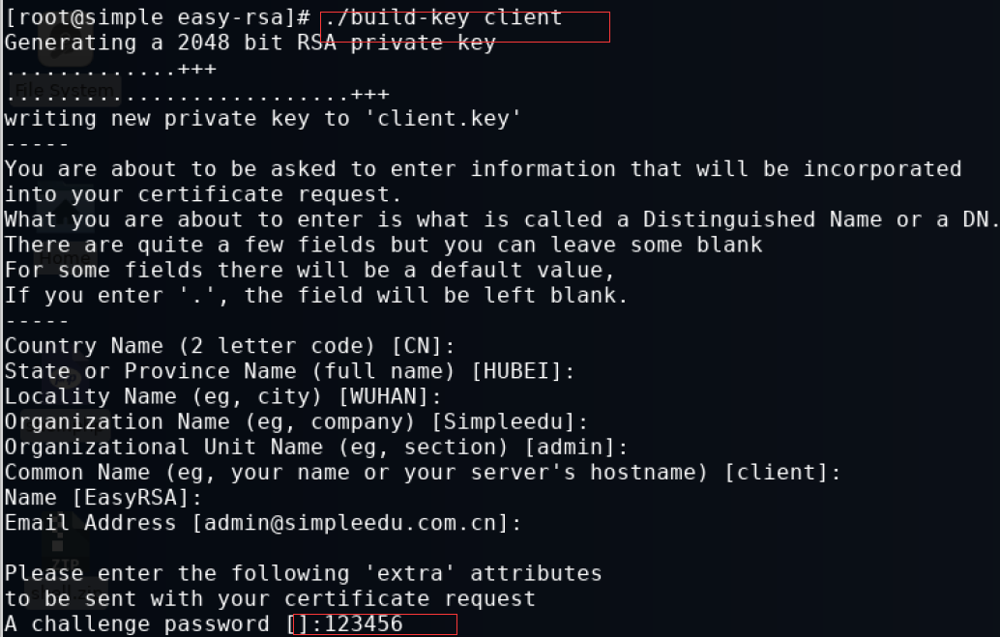 [root@simple easy-rsa]# ./build-key client
Generating a 2048 bit RSA private key
.............+++
..........................+++
writing new private key to 'client.key'
-----
You are about to be asked to enter information that will be incorporated
into your certificate request.
What you are about to enter is what is called a Distinguished Name or a DN.
There are quite a few fields but you can leave some blank
For some fields there will be a default value,
If you enter '.', the field will be left blank.
-----
Country Name (2 letter code) [CN]:
State or Province Name (full name) [HUBEI]:
Locality Name (eg, city) [WUHAN]:
Organization Name (eg, company) [Simpleedu]:
Organizational Unit Name (eg, section) [admin]:
Common Name (eg, your name or your server's hostname) [client]:
Name [EasyRSA]:
Email Address [admin@simpleedu.com.cn]:

Please enter the following 'extra' attributes
to be sent with your certificate request
A challenge password []:123456
File System
Home
ZIP